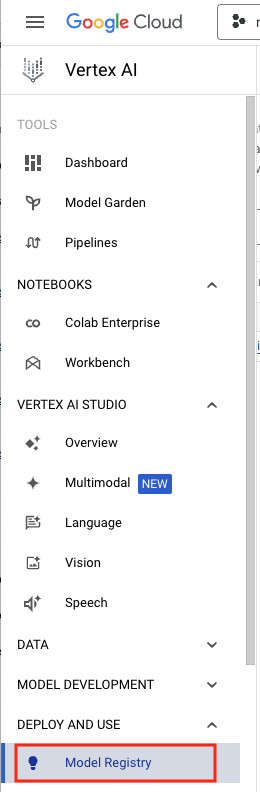 Google Cloud
Vertex AI
TOOLS
Dashboard
Model Garden
Pipelines
NOTEBOOKS
Colab Enterprise
Workbench
VERTEX AI STUDIO
Overview
Multimodal NEW
Language
Vision
Speech
DATA
MODEL DEVELOPMENT
DEPLOY AND USE
Model Registry